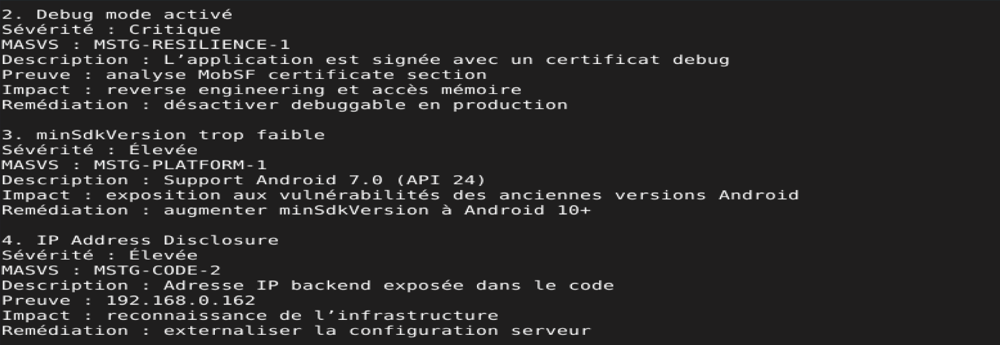 2. Debug mode activé
Sévérité : Critique
MASVS : MSTG-RESILIENCE-1
Description : L’application est signée avec un certificat debug
Preuve : analyse MobSF certificate section
Impact : reverse engineering et accès mémoire
Remédiation : désactiver debuggable en production
3. minSdkVersion trop faible
Sévérité : Élevée
MASVS : MSTG-PLATFORM-1
Description : Support Android 7.0 (API 24)
Impact : exposition aux vulnérabilités des anciennes versions Android
Remédiation : augmenter minSdkVersion à Android 10+
4. IP Address Disclosure
Sévérité : Élevée
MASVS : MSTG-CODE-2
Description : Adresse IP backend exposée dans le code
Preuve : 192.168.0.162
Impact : reconnaissance de l’infrastructure
Remédiation : externaliser la configuration serveur